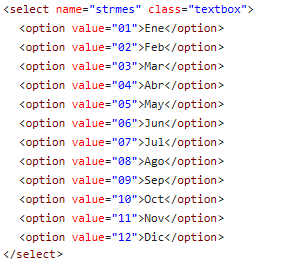 <select name="strmes" class="textbox">
<option value="01">Ene</option>
<option value="02">Feb</option>
<option value="03">Mar</option>
<option value="04">Abr</option>
<option value="05">May</option>
<option value="06">Jun</option>
<option value="07">Jul</option>
<option value="08">Ago</option>
<option value="09">Sep</option>
<option value="10">Oct</option>
<option value="11">Nov</option>
<option value="12">Dic</option>
</select>